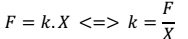 F = k.X <=> k = F/X